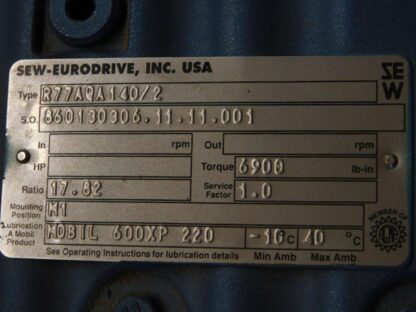 SEW-EURODRIVE, INC. USA
SEW
Type R77AQA140/2
S.O. 860130306.11.11.001
In rpm Out rpm
HP Torque 6900 lb-in
Ratio 17.82 Service Factor 1.0
Mounting Position M1
Lubrication A Mobil Product MOBIL 600XP 220 -10 °C 40 °C
See Operating Instructions for lubrication details Min Amb Max Amb
MEMBER OF